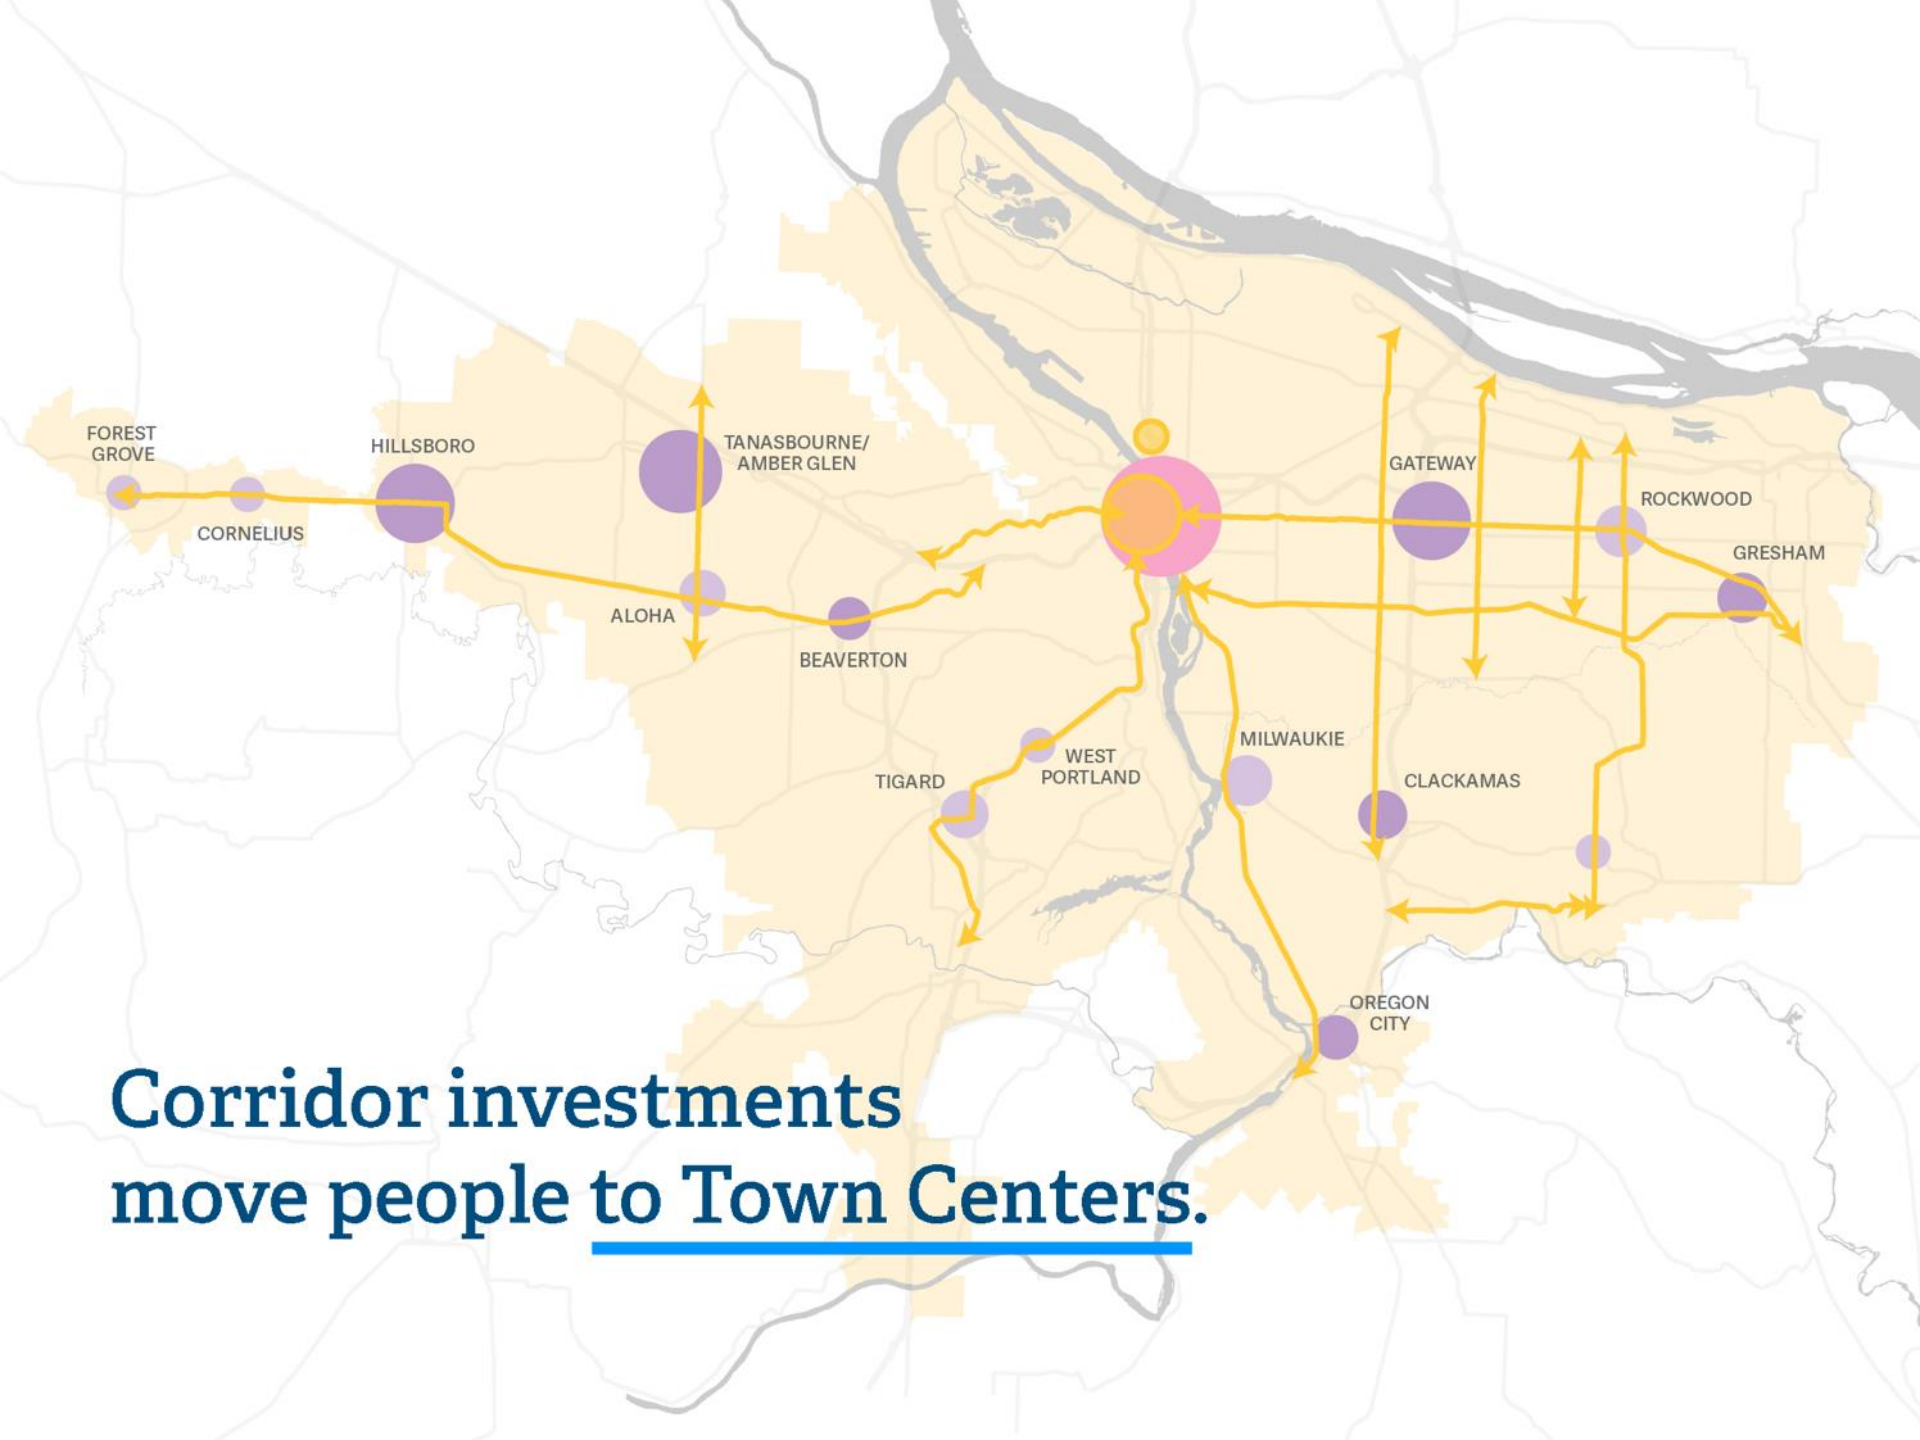 FOREST
GROVE
CORNELIUS
HILLSBORO
TANASBOURNE/
AMBER GLEN
ALOHA
BEAVERTON
GATEWAY
ROCKWOOD
GRESHAM
TIGARD
WEST
PORTLAND
MILWAUKIE
CLACKAMAS
OREGON
CITY
Corridor investments
move people to Town Centers.